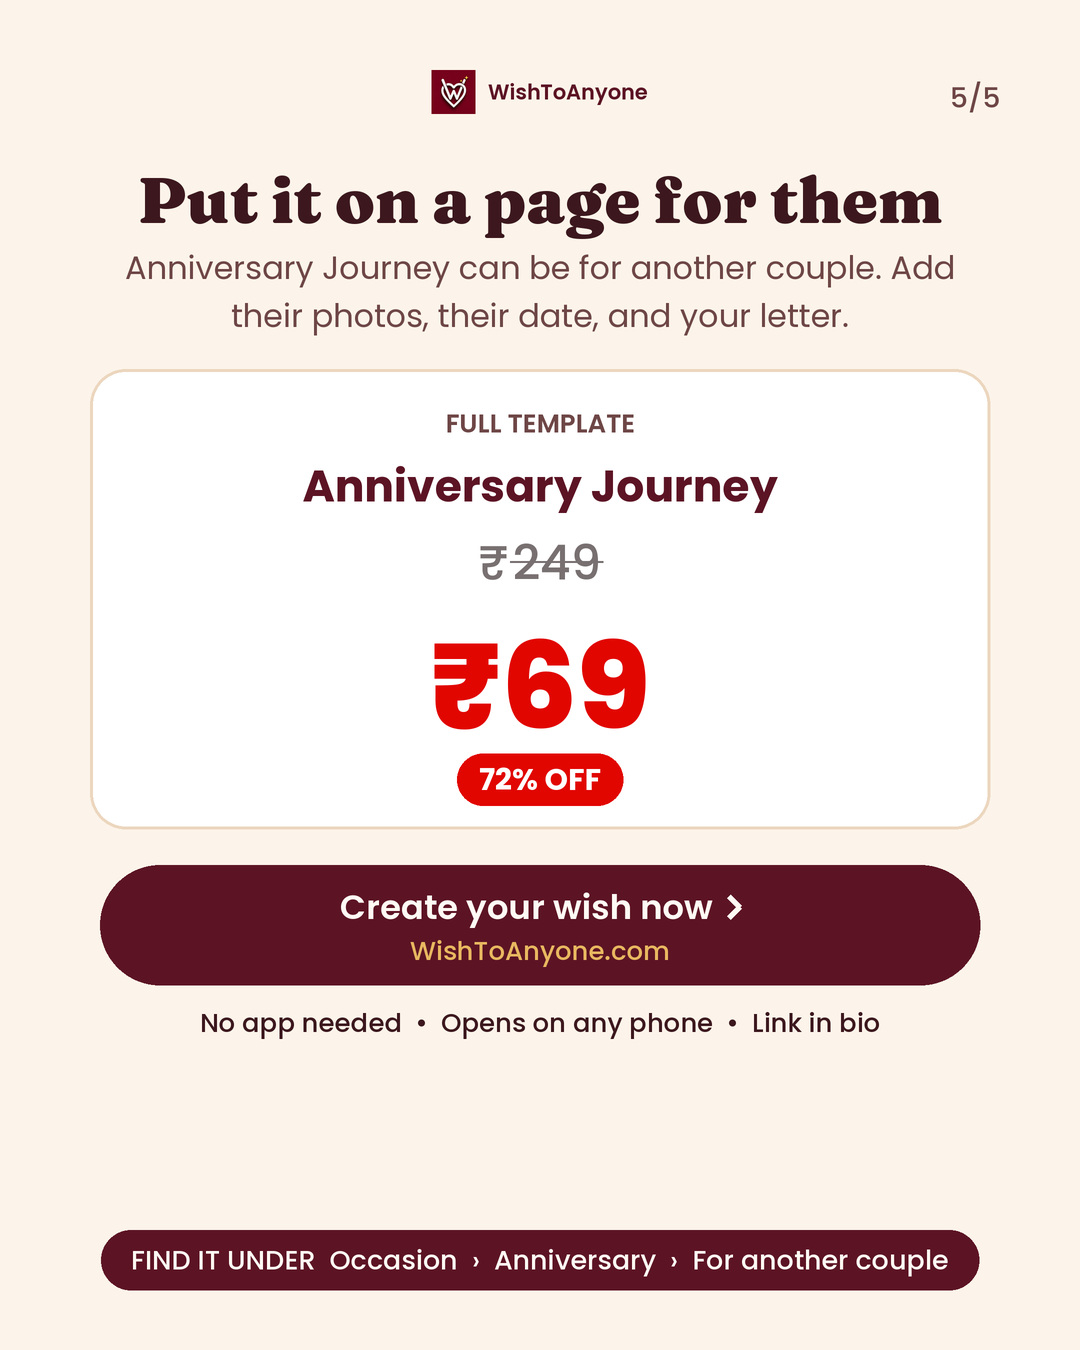 WishToAnyone
5/5
Put it on a page for them
Anniversary Journey can be for another couple. Add
their photos, their date, and your letter.
FULL TEMPLATE
Anniversary Journey
₹249
₹69
72% OFF
Create your wish now ›
WishToAnyone.com
No app needed • Opens on any phone • Link in bio
FIND IT UNDER Occasion › Anniversary › For another couple